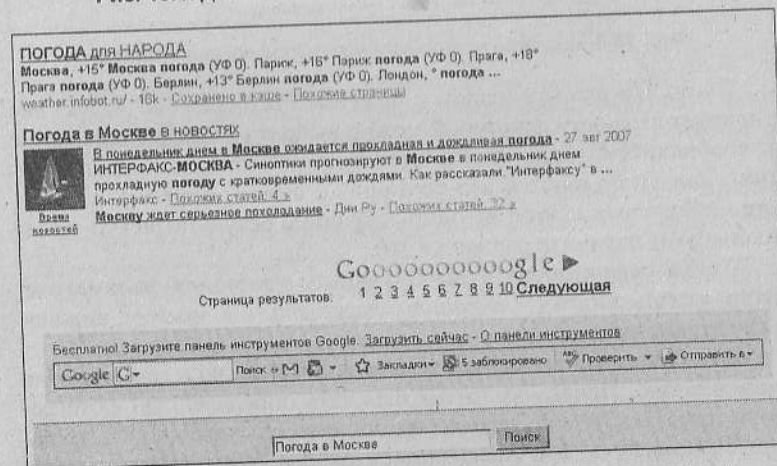 ПОГОДА для НАРОДА
Москва, +15° Москва погода (УФ 0). Париж, +16° Париж погода (УФ 0). Прага, +18°
Прага погода (УФ 0). Берлин, +13° Берлин погода (УФ 0). Лондон, ° погода ...
weather.infobot.ru/ - 16k - Сохранено в кэше - Похожие страницы
Погода в Москве в новостях
В понедельник днем в Москве ожидается прохладная и дождливая погода - 27 авг 2007
ИНТЕРФАКС-МОСКВА - Синоптики прогнозируют в Москве в понедельник днем
прохладную погоду с кратковременными дождями. Как рассказали "Интерфаксу" в ...
Интерфакс - Похожих статей: 4 »
Москву ждет серьезное похолодание - Дни Ру - Похожих статей: 32 »
Время
новостей
Goooooooooogle
Страница результатов: 1 2 3 4 5 6 7 8 9 10 Следующая
Бесплатно! Загрузите панель инструментов Google. Загрузить сейчас - О панели инструментов
Google G Поиск Закладки 5 заблокировано ABC Проверить Отправить в
Погода в Москве Поиск